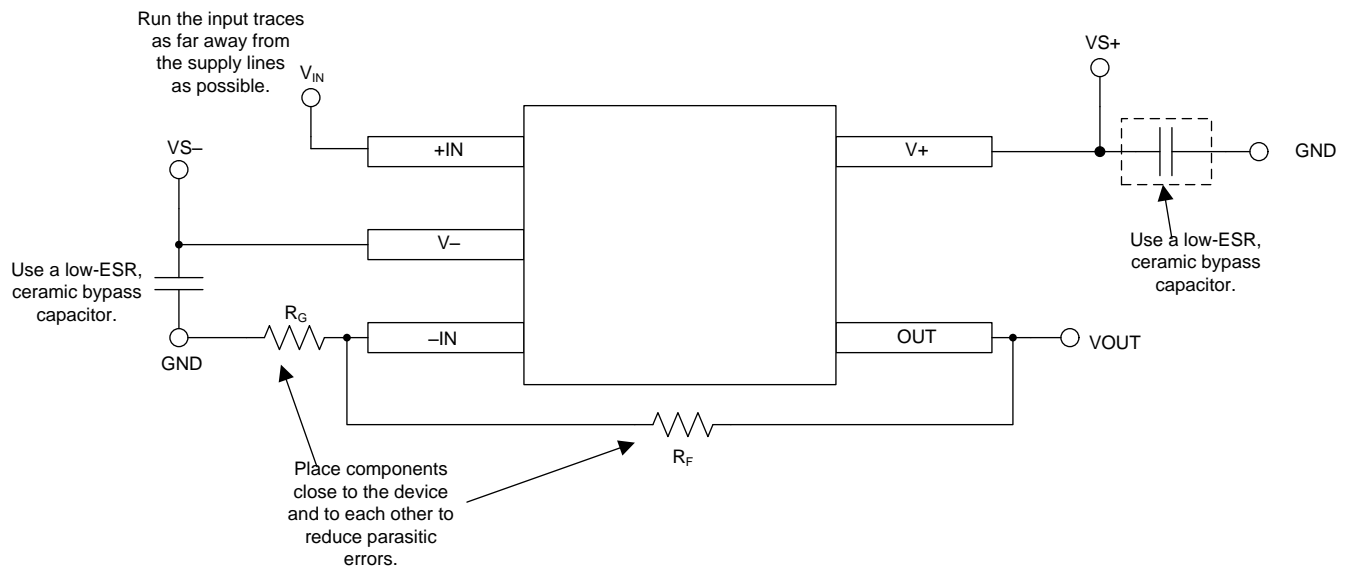 Run the input traces
as far away from
the supply lines
as possible.
VIN
VS+
VS–
+IN
V+
GND
V–
Use a low-ESR,
ceramic bypass
capacitor.
Use a low-ESR,
ceramic bypass
capacitor.
RG
–IN
OUT
VOUT
GND
RF
Place components
close to the device
and to each other to
reduce parasitic
errors.